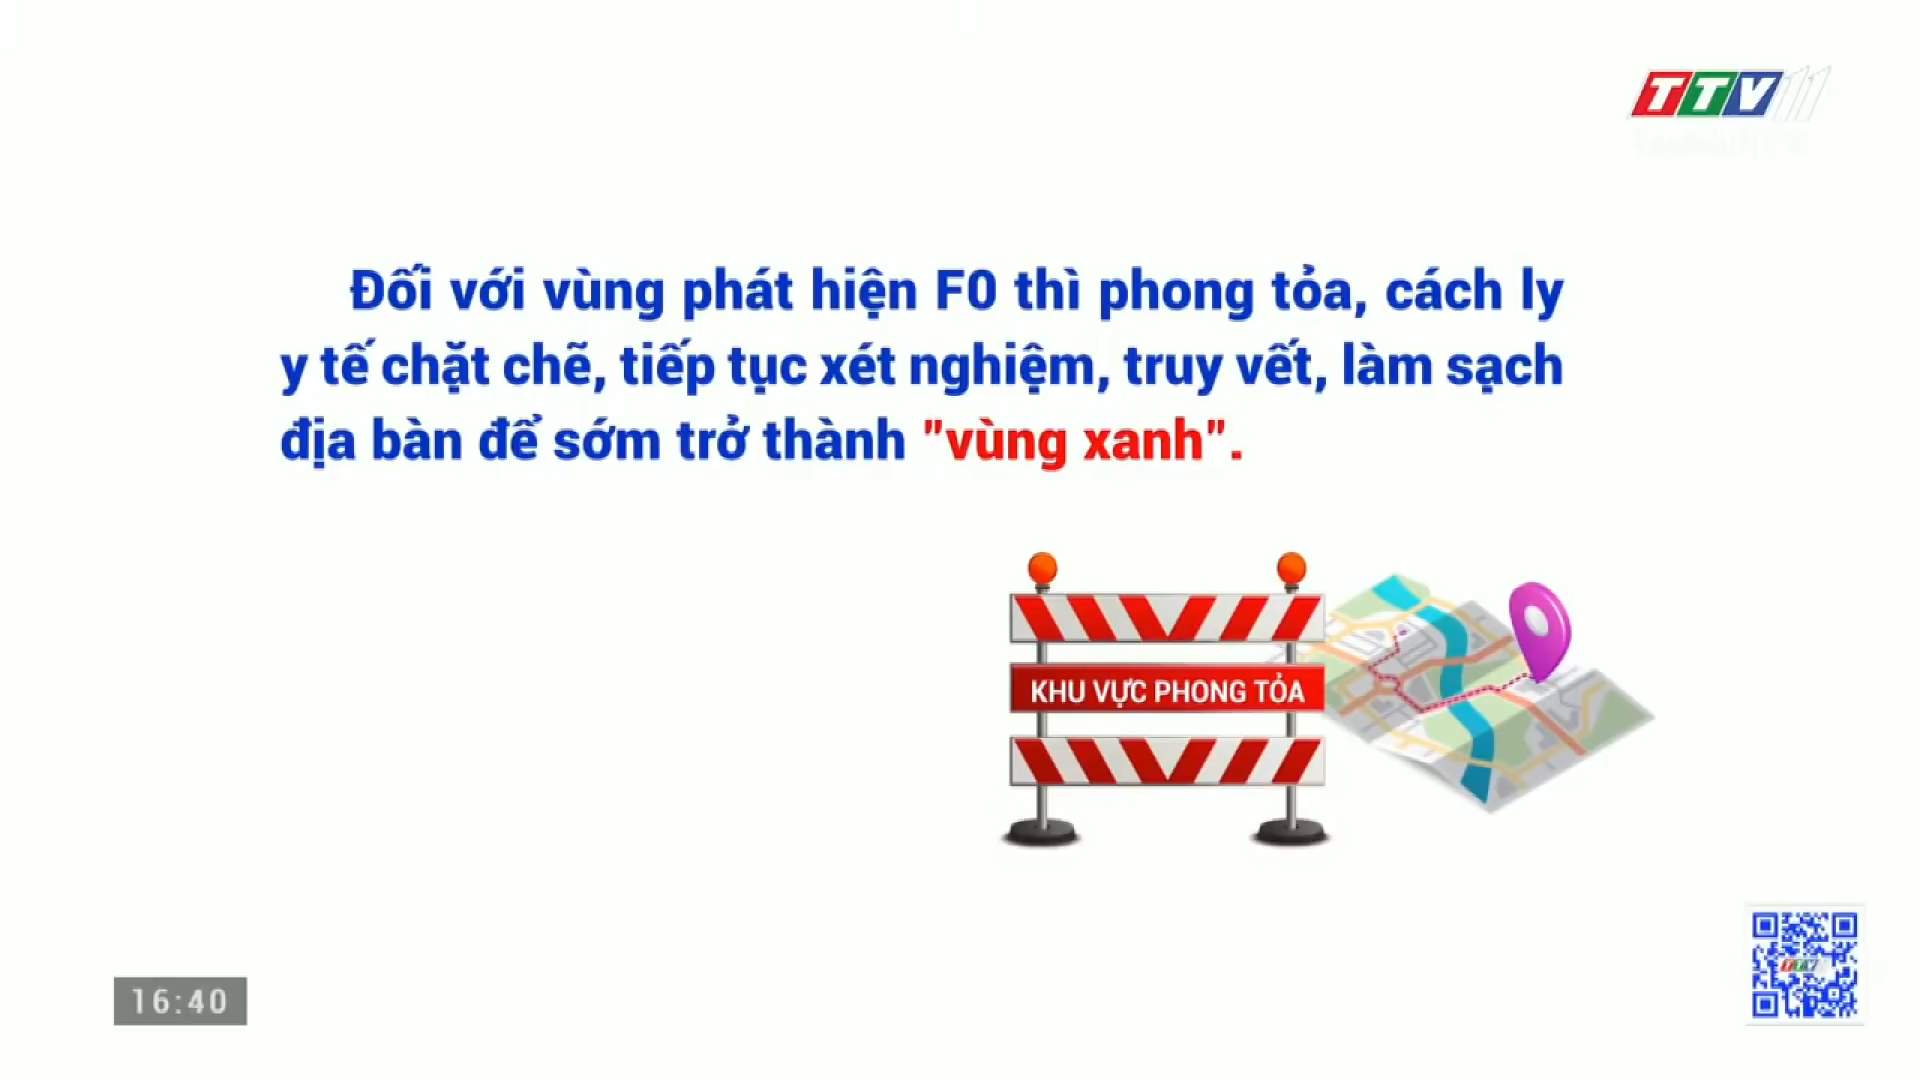 TTV11
Đối với vùng phát hiện F0 thì phong tỏa, cách ly
y tế chặt chẽ, tiếp tục xét nghiệm, truy vết, làm sạch
địa bàn để sớm trở thành "vùng xanh".
KHU VỰC PHONG TỎA
TTV
16:40